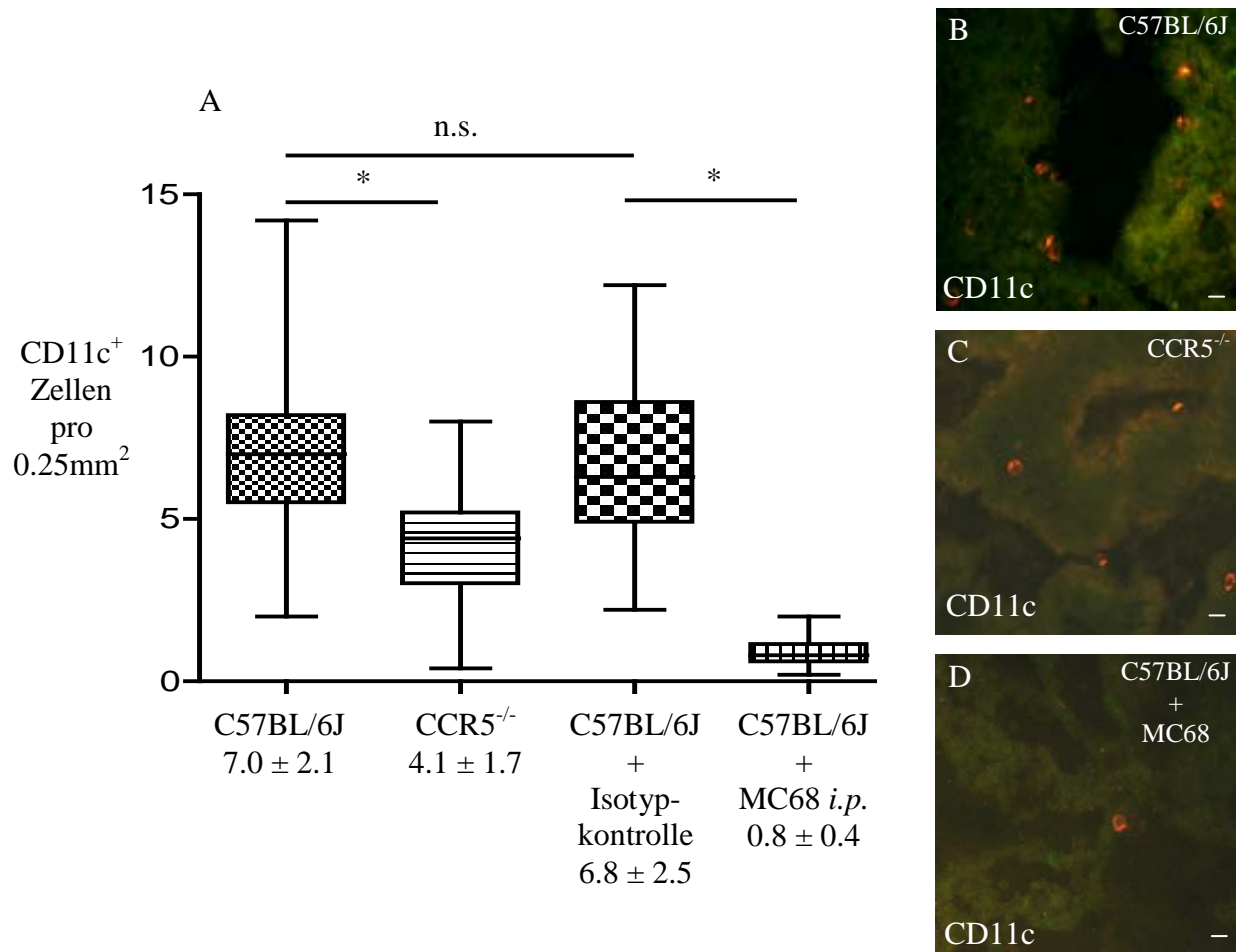 A
n.s.
*
*
15
10
5
0
CD11c⁺
Zellen
pro
0.25mm²
C57BL/6J
7.0 ± 2.1
CCR5⁻/⁻
4.1 ± 1.7
C57BL/6J
+
Isotyp-
kontrolle
6.8 ± 2.5
C57BL/6J
+
MC68 i.p.
0.8 ± 0.4
B
C57BL/6J
CD11c
C
CCR5⁻/⁻
CD11c
D
C57BL/6J
+
MC68
CD11c